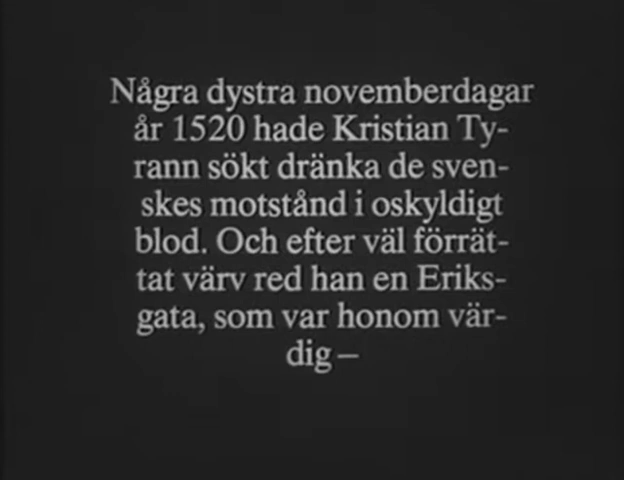 Några dystra novemberdagar
år 1520 hade Kristian Ty-
rann sökt dränka de sven-
skes motstånd i oskyldigt
blod. Och efter väl förrät-
tat värv red han en Eriks-
gata, som var honom vär-
dig –